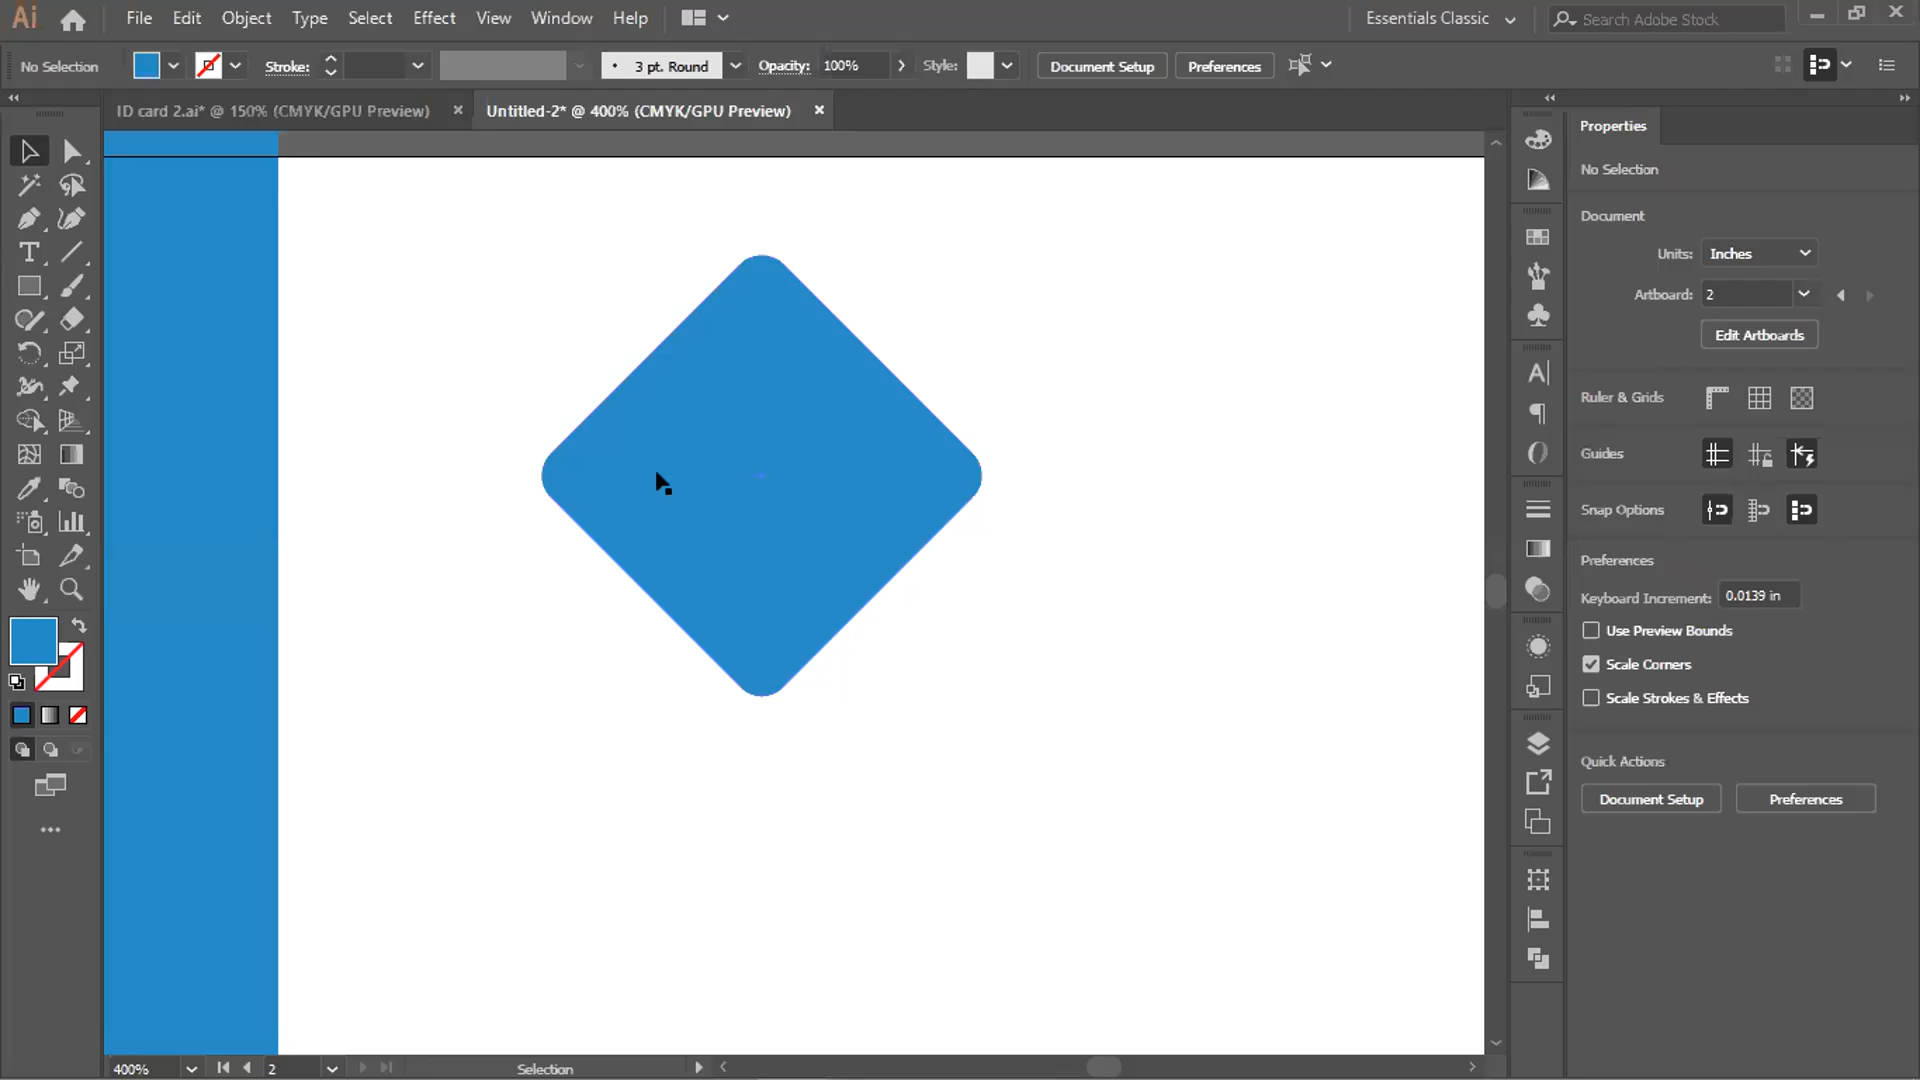 Ai File Edit Object Type Select Effect View Window Help Essentials Classic Search Adobe Stock
No Selection Stroke: 3 pt. Round Opacity: 100% Style: Document Setup Preferences
ID card 2.ai* @ 150% (CMYK/GPU Preview) Untitled-2* @ 400% (CMYK/GPU Preview)
Properties
No Selection
Document
Units: Inches
Artboard: 2
Edit Artboards
Ruler & Grids
Guides
Snap Options
Preferences
Keyboard Increment: 0.0139 in
Use Preview Bounds
Scale Corners
Scale Strokes & Effects
Quick Actions
Document Setup Preferences
400% 2 Selection